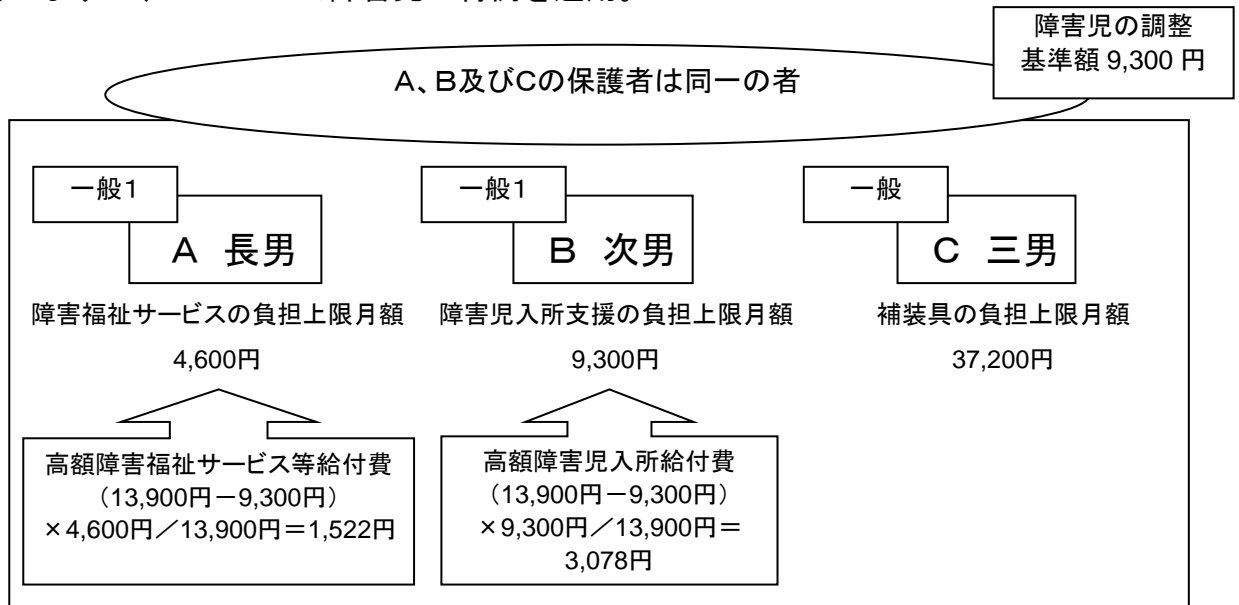 障害児の調整
基準額 9,300 円
A、B及びCの保護者は同一の者
一般1
A 長男
障害福祉サービスの負担上限月額
4,600円
高額障害福祉サービス等給付費
（13,900円－9,300円）
×4,600円／13,900円＝1,522円
一般1
B 次男
障害児入所支援の負担上限月額
9,300円
高額障害児入所給付費
（13,900円－9,300円）
×9,300円／13,900円＝
3,078円
一般
C 三男
補装具の負担上限月額
37,200円